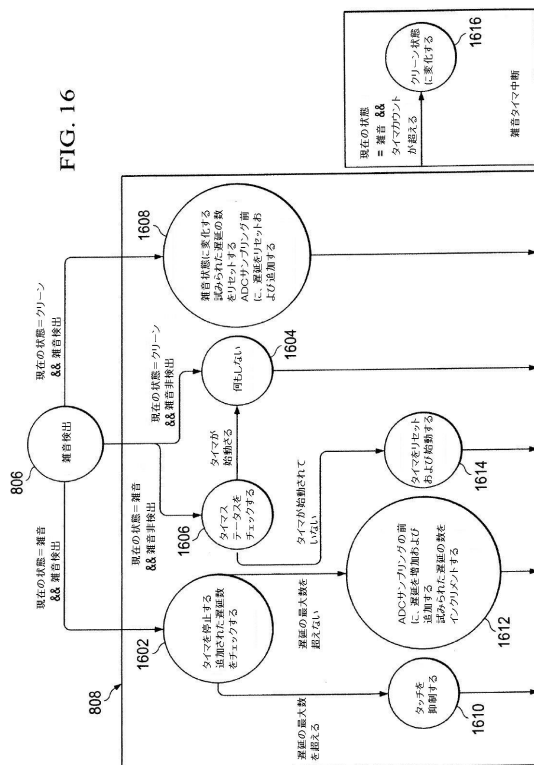 FIG. 16
806
雑音検出
現在の状態=雑音
&& 雑音検出
現在の状態=雑音
&& 雑音非検出
現在の状態=クリーン
&& 雑音非検出
現在の状態=クリーン
&& 雑音検出
808
1602
タイマを停止する
追加された遅延数
をチェックする
1606
タイマス
テータスを
チェックする
タイマが
始動さる
何もしない
1604
1608
雑音状態に変化する
試みられた遅延の数
をリセットする
ADCサンプリング前
に、遅延をリセットお
よび追加する
遅延の最大数
を超える
遅延の最大数を
超えない
タイマが始動されて
いない
タッチを
抑制する
1610
ADCサンプリングの前
に、遅延を増加および
追加する
試みられた遅延の数を
インクリメントする
1612
タイマをリセット
および始動する
1614
現在の状態
= 雑音 &&
タイマカウント
が超える
クリーン状態
に変化する
1616
雑音タイマ中断